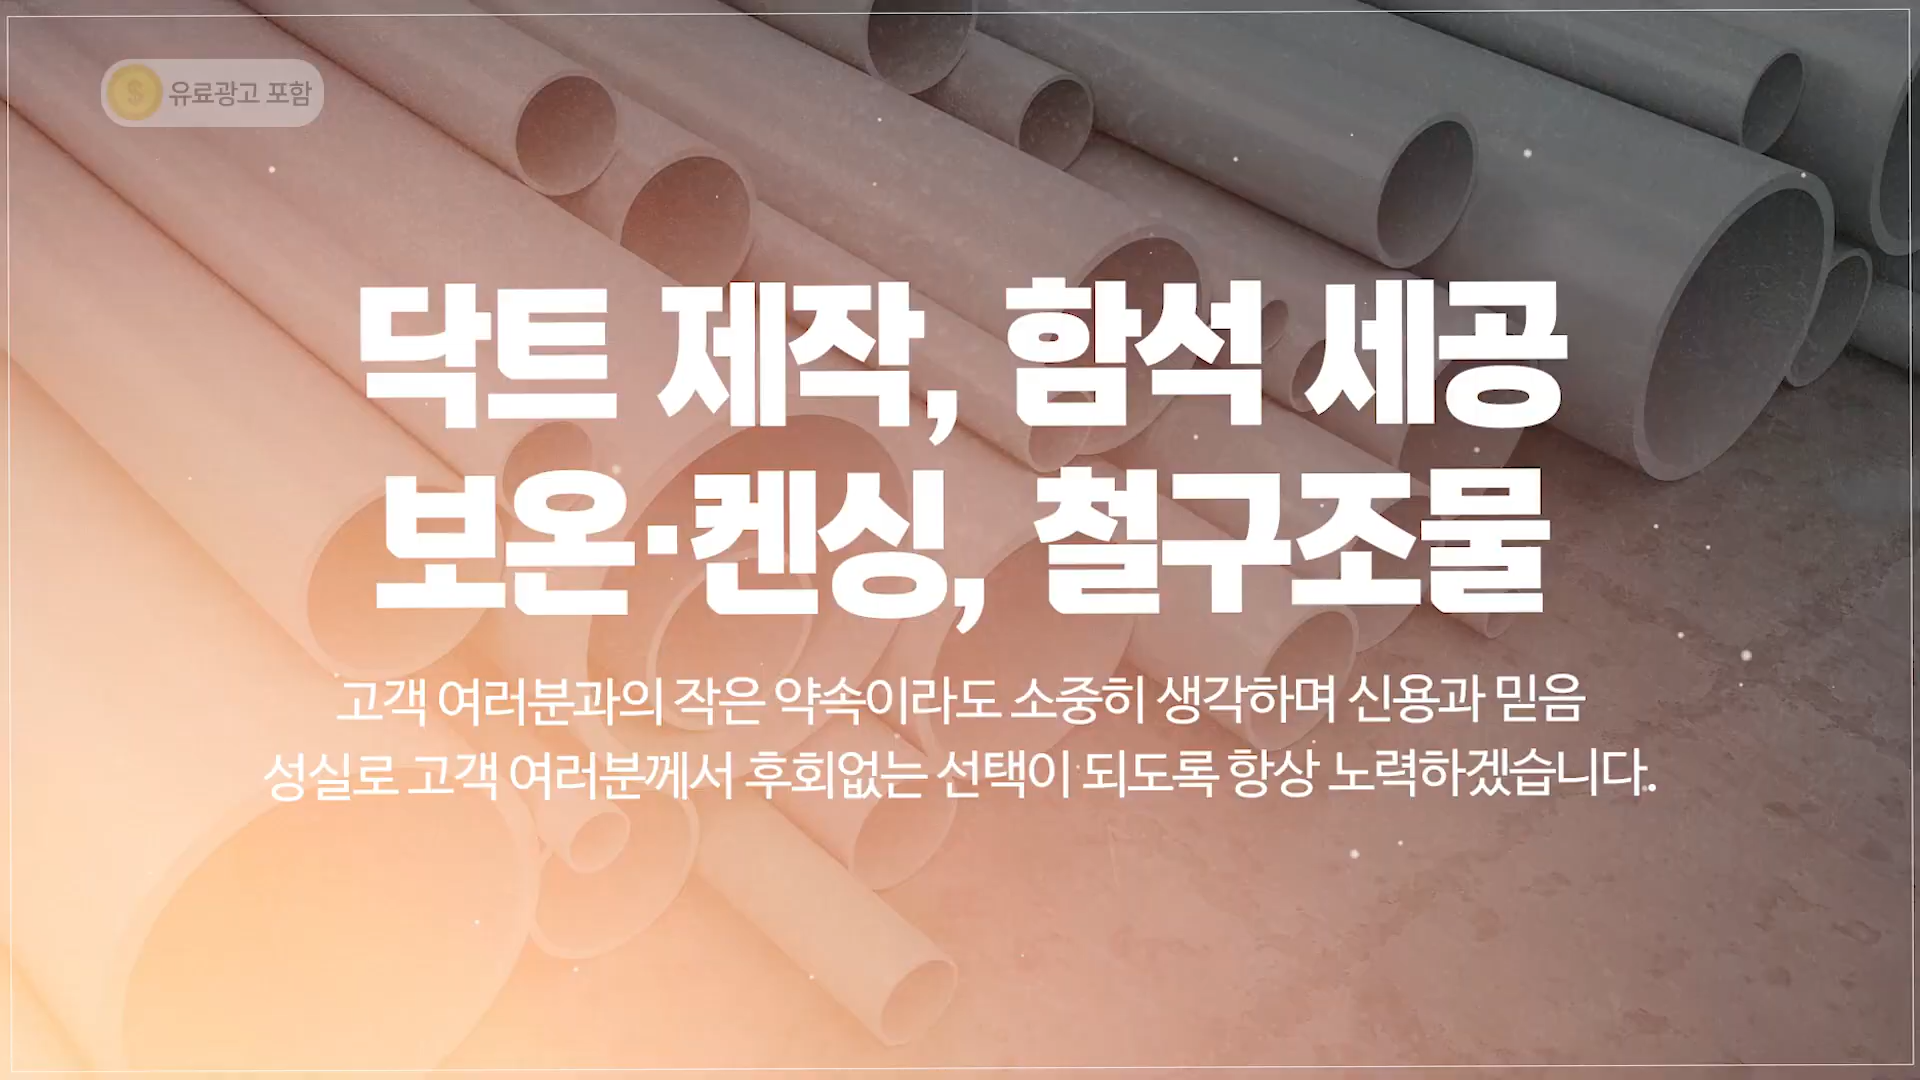 유료광고 포함
닥트 제작, 함석 세공
보온·켄싱, 철구조물
고객 여러분과의 작은 약속이라도 소중히 생각하며 신용과 믿음
성실로 고객 여러분께서 후회없는 선택이 되도록 항상 노력하겠습니다.